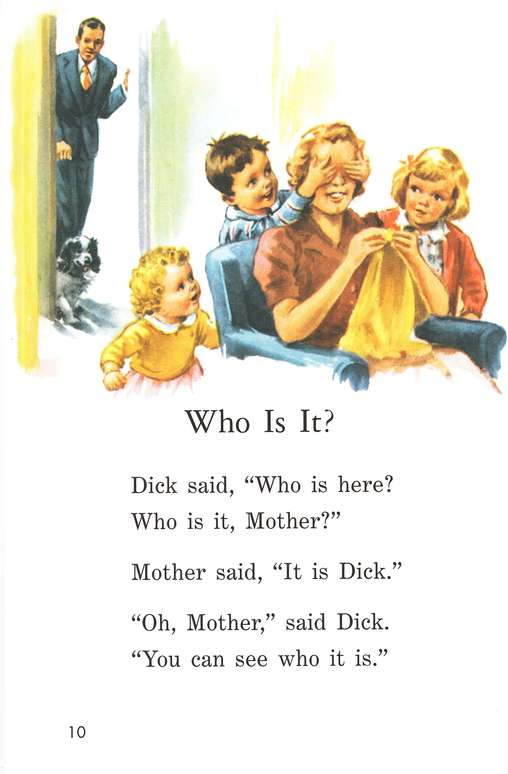 Who Is It?
Dick said, “Who is here?
Who is it, Mother?”
Mother said, “It is Dick.”
“Oh, Mother,” said Dick.
“You can see who it is.”
10